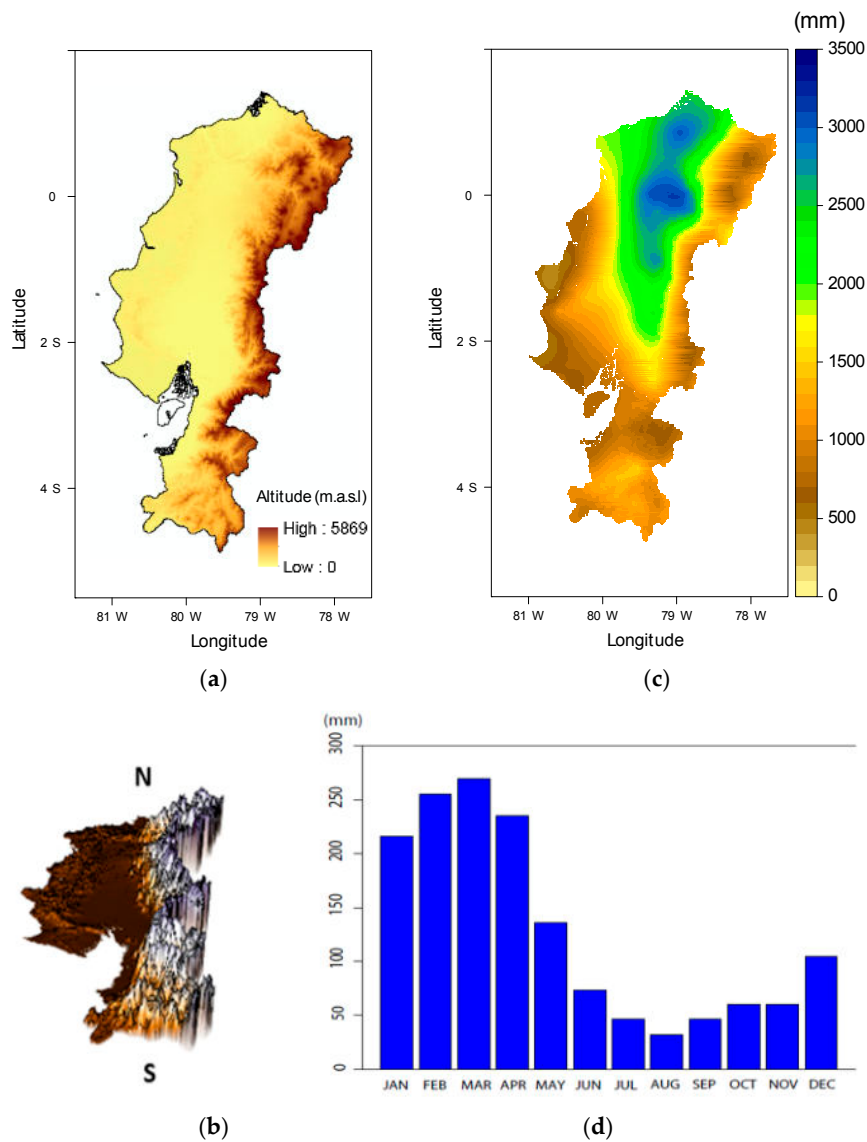 (mm)
3500
3000
2500
2000
1500
1000
500
0
0
2 S
4 S
Latitude
Altitude (m.a.s.l)
High : 5869
Low : 0
81 W 80 W 79 W 78 W
Longitude
(a)
0
2 S
4 S
Latitude
81 W 80 W 79 W 78 W
Longitude
(c)
N
S
(b)
(mm)
300
250
200
150
100
50
0
JAN FEB MAR APR MAY JUN JUL AUG SEP OCT NOV DEC
(d)